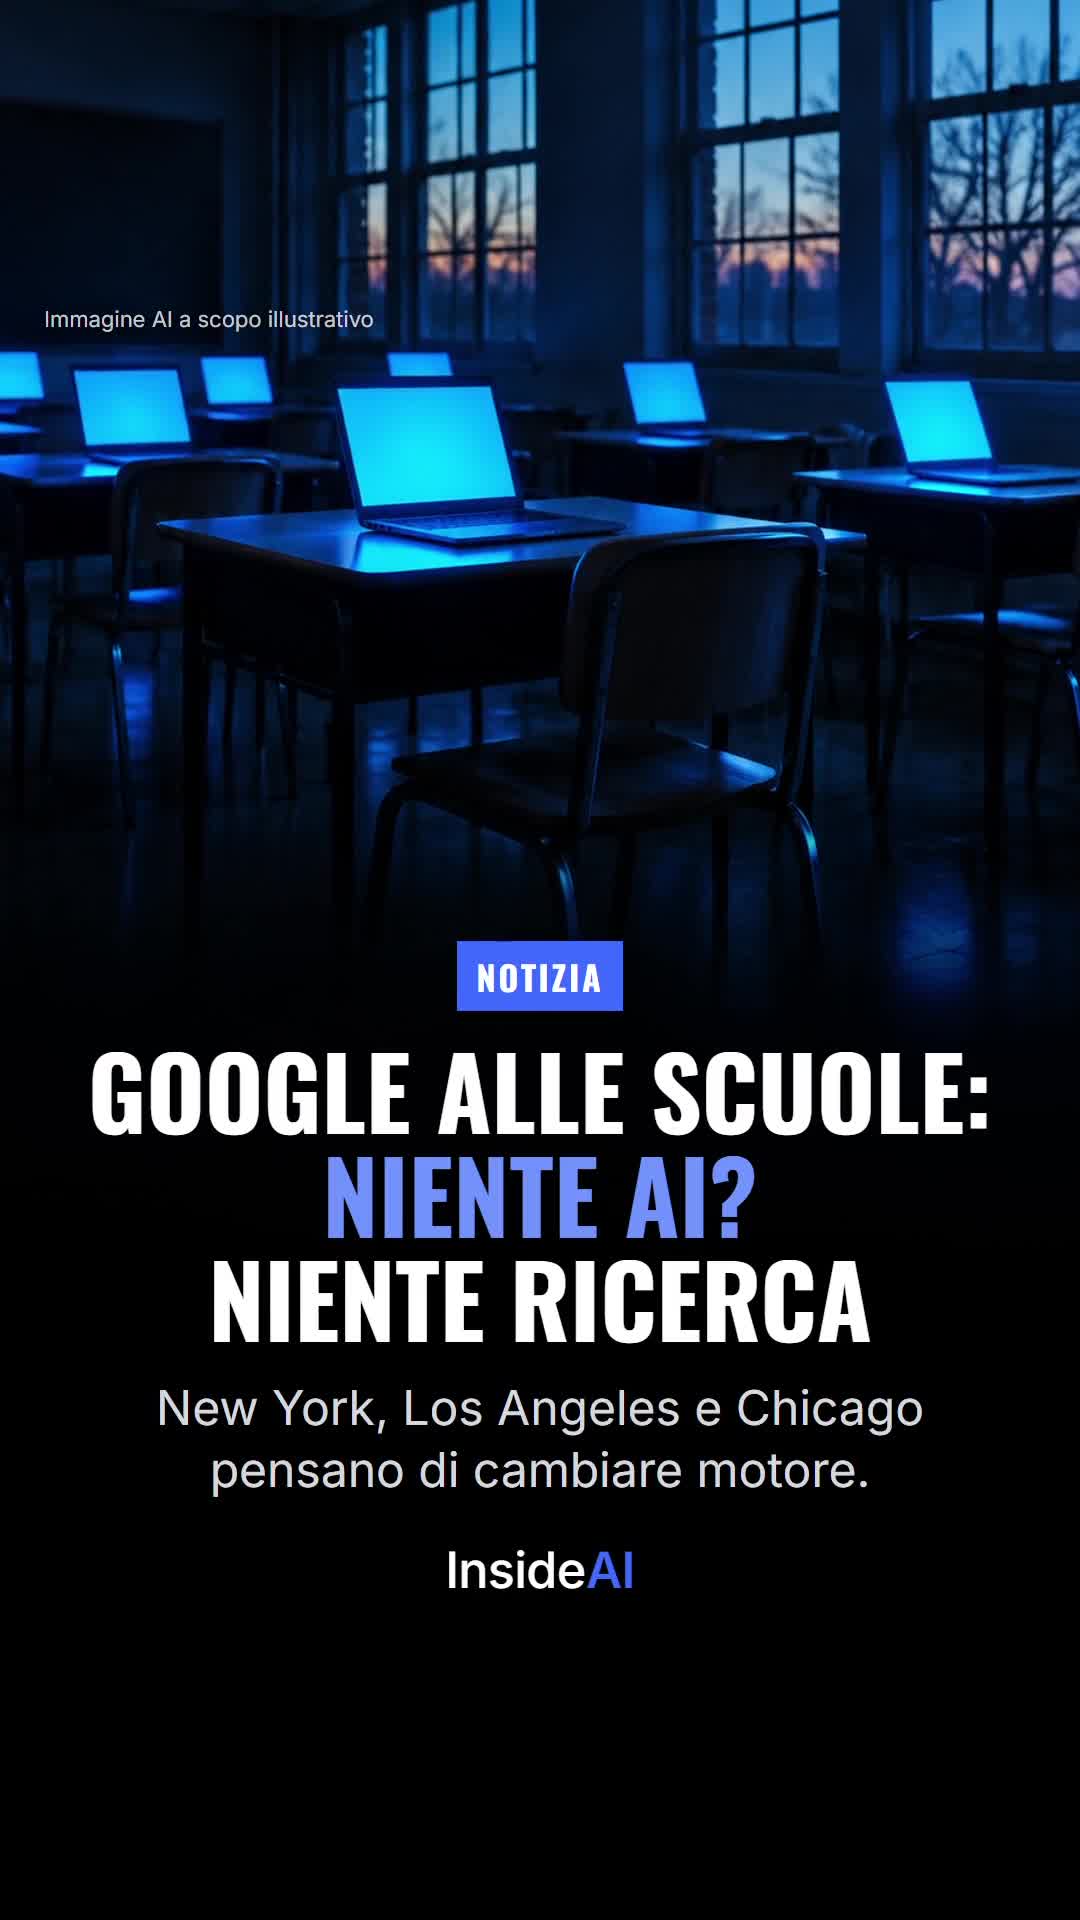 Immagine AI a scopo illustrativo
NOTIZIA
GOOGLE ALLE SCUOLE:
NIENTE AI?
NIENTE RICERCA
New York, Los Angeles e Chicago
pensano di cambiare motore.
InsideAI